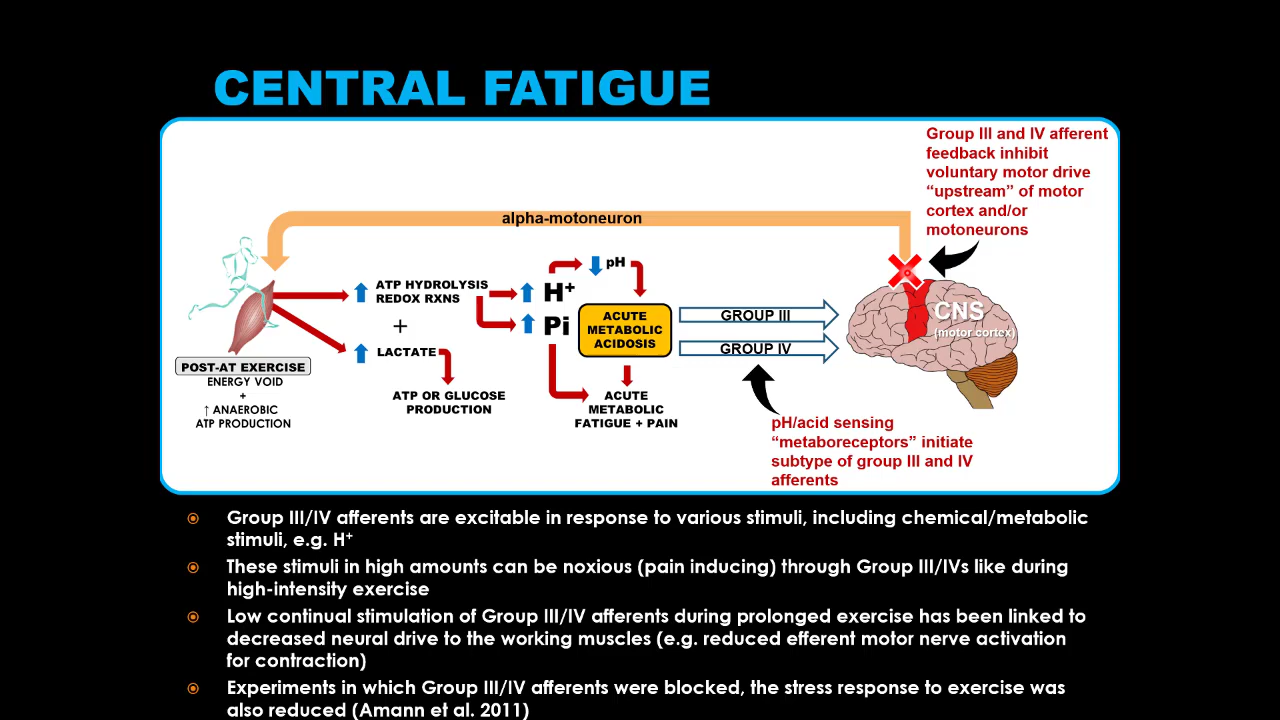 CENTRAL FATIGUE
Group III and IV afferent
feedback inhibit
voluntary motor drive
“upstream” of motor
cortex and/or
motoneurons
alpha-motoneuron
POST-AT EXERCISE
ENERGY VOID
+
↑ ANAEROBIC
ATP PRODUCTION
ATP HYDROLYSIS
REDOX RXNS
+
LACTATE
ATP OR GLUCOSE
PRODUCTION
H⁺
Pi
pH
ACUTE
METABOLIC
ACIDOSIS
ACUTE
METABOLIC
FATIGUE + PAIN
GROUP III
GROUP IV
CNS
(motor cortex)
pH/acid sensing
“metaboreceptors” initiate
subtype of group III and IV
afferents
Group III/IV afferents are excitable in response to various stimuli, including chemical/metabolic
stimuli, e.g. H⁺
These stimuli in high amounts can be noxious (pain inducing) through Group III/IVs like during
high-intensity exercise
Low continual stimulation of Group III/IV afferents during prolonged exercise has been linked to
decreased neural drive to the working muscles (e.g. reduced efferent motor nerve activation
for contraction)
Experiments in which Group III/IV afferents were blocked, the stress response to exercise was
also reduced (Amann et al. 2011)